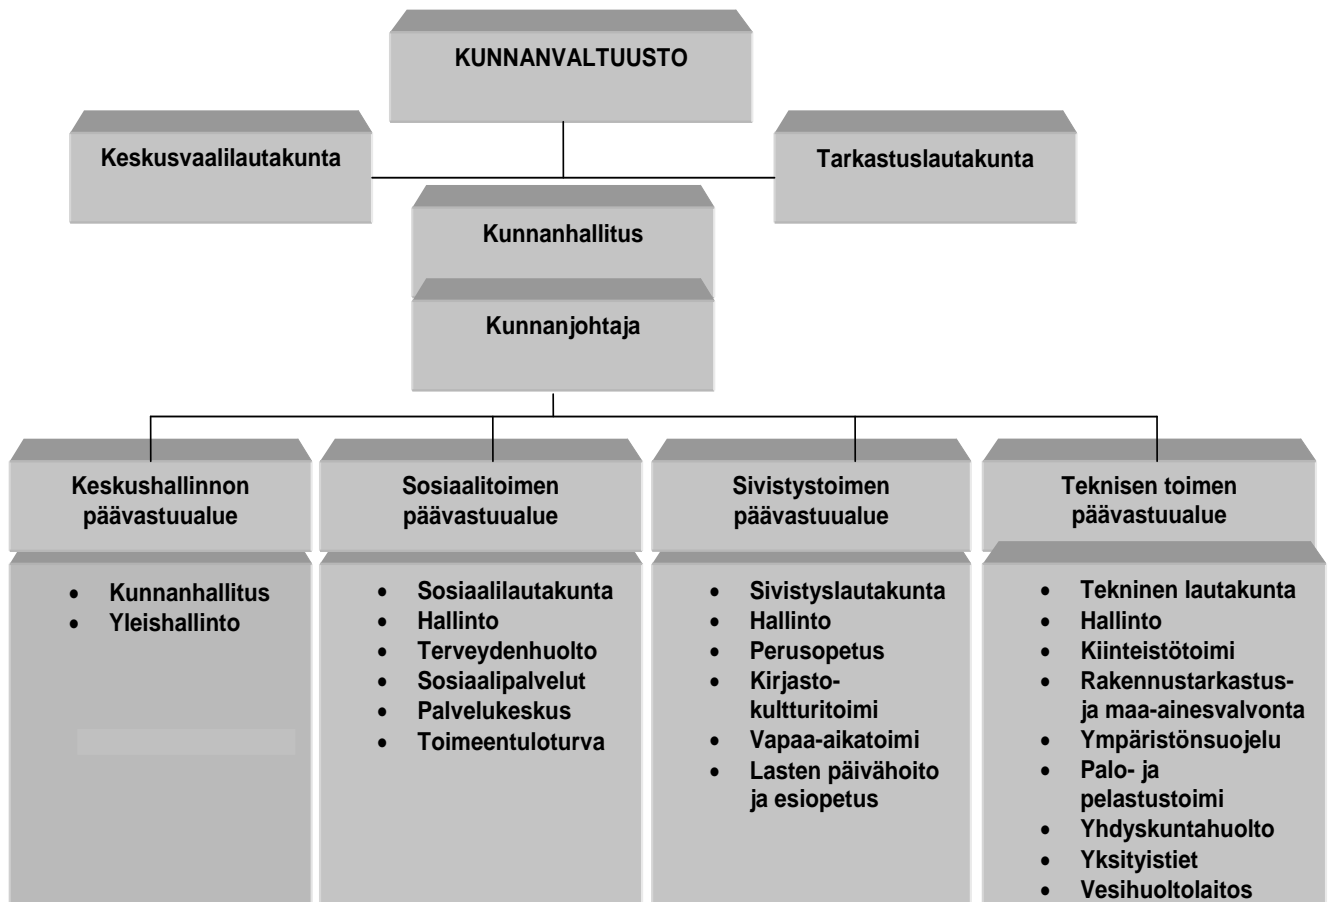 KUNNANVALTUUSTO
Keskusvaalilautakunta
Tarkastuslautakunta
Kunnanhallitus
Kunnanjohtaja
Keskushallinnon
päävastuualue
• Kunnanhallitus
• Yleishallinto
Sosiaalitoimen
päävastuualue
• Sosiaalilautakunta
• Hallinto
• Terveydenhuolto
• Sosiaalipalvelut
• Palvelukeskus
• Toimeentuloturva
Sivistystoimen
päävastuualue
• Sivistyslautakunta
• Hallinto
• Perusopetus
• Kirjasto-
kultturitoimi
• Vapaa-aikatoimi
• Lasten päivähoito
ja esiopetus
Teknisen toimen
päävastuualue
• Tekninen lautakunta
• Hallinto
• Kiinteistötoimi
• Rakennustarkastus-
ja maa-ainesvalvonta
• Ympäristönsuojelu
• Palo- ja
pelastustoimi
• Yhdyskuntahuolto
• Yksityistiet
• Vesihuoltolaitos